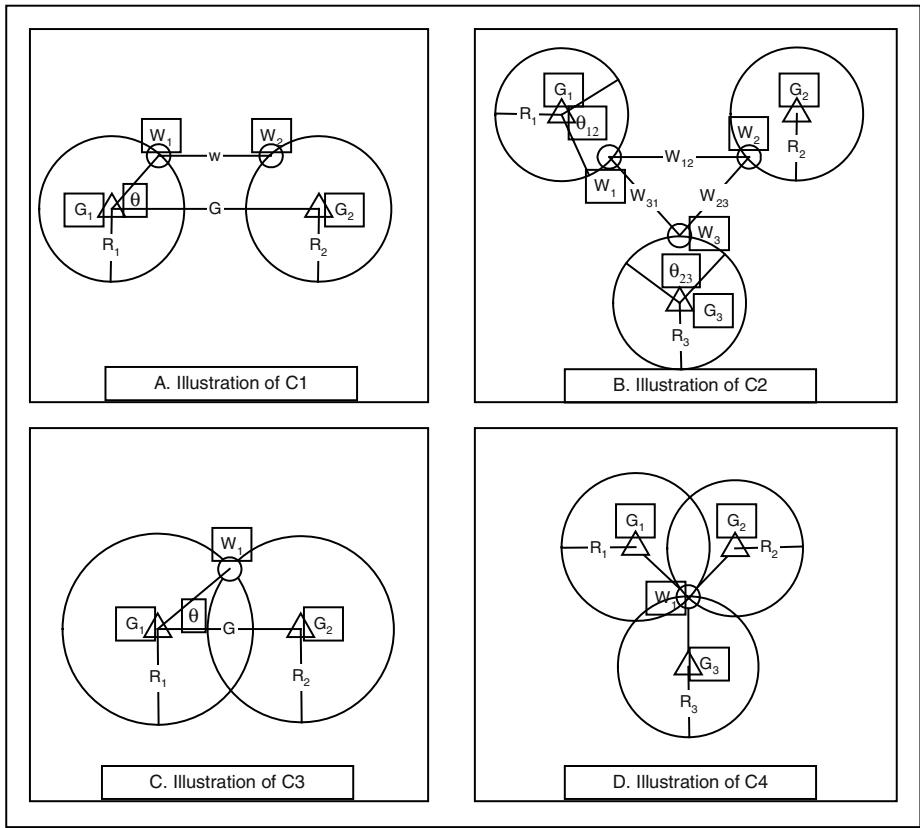 W₁
W₂
w
G₁
θ
G
G₂
R₁
R₂
A. Illustration of C1
G₁
G₂
R₁
θ₁₂
W₂
R₂
W₁₂
W₁
W₃₁
W₂₃
W₃
θ₂₃
G₃
R₃
B. Illustration of C2
W₁
G₁
θ
G
G₂
R₁
R₂
C. Illustration of C3
G₁
G₂
R₁
R₂
W₁
G₃
R₃
D. Illustration of C4